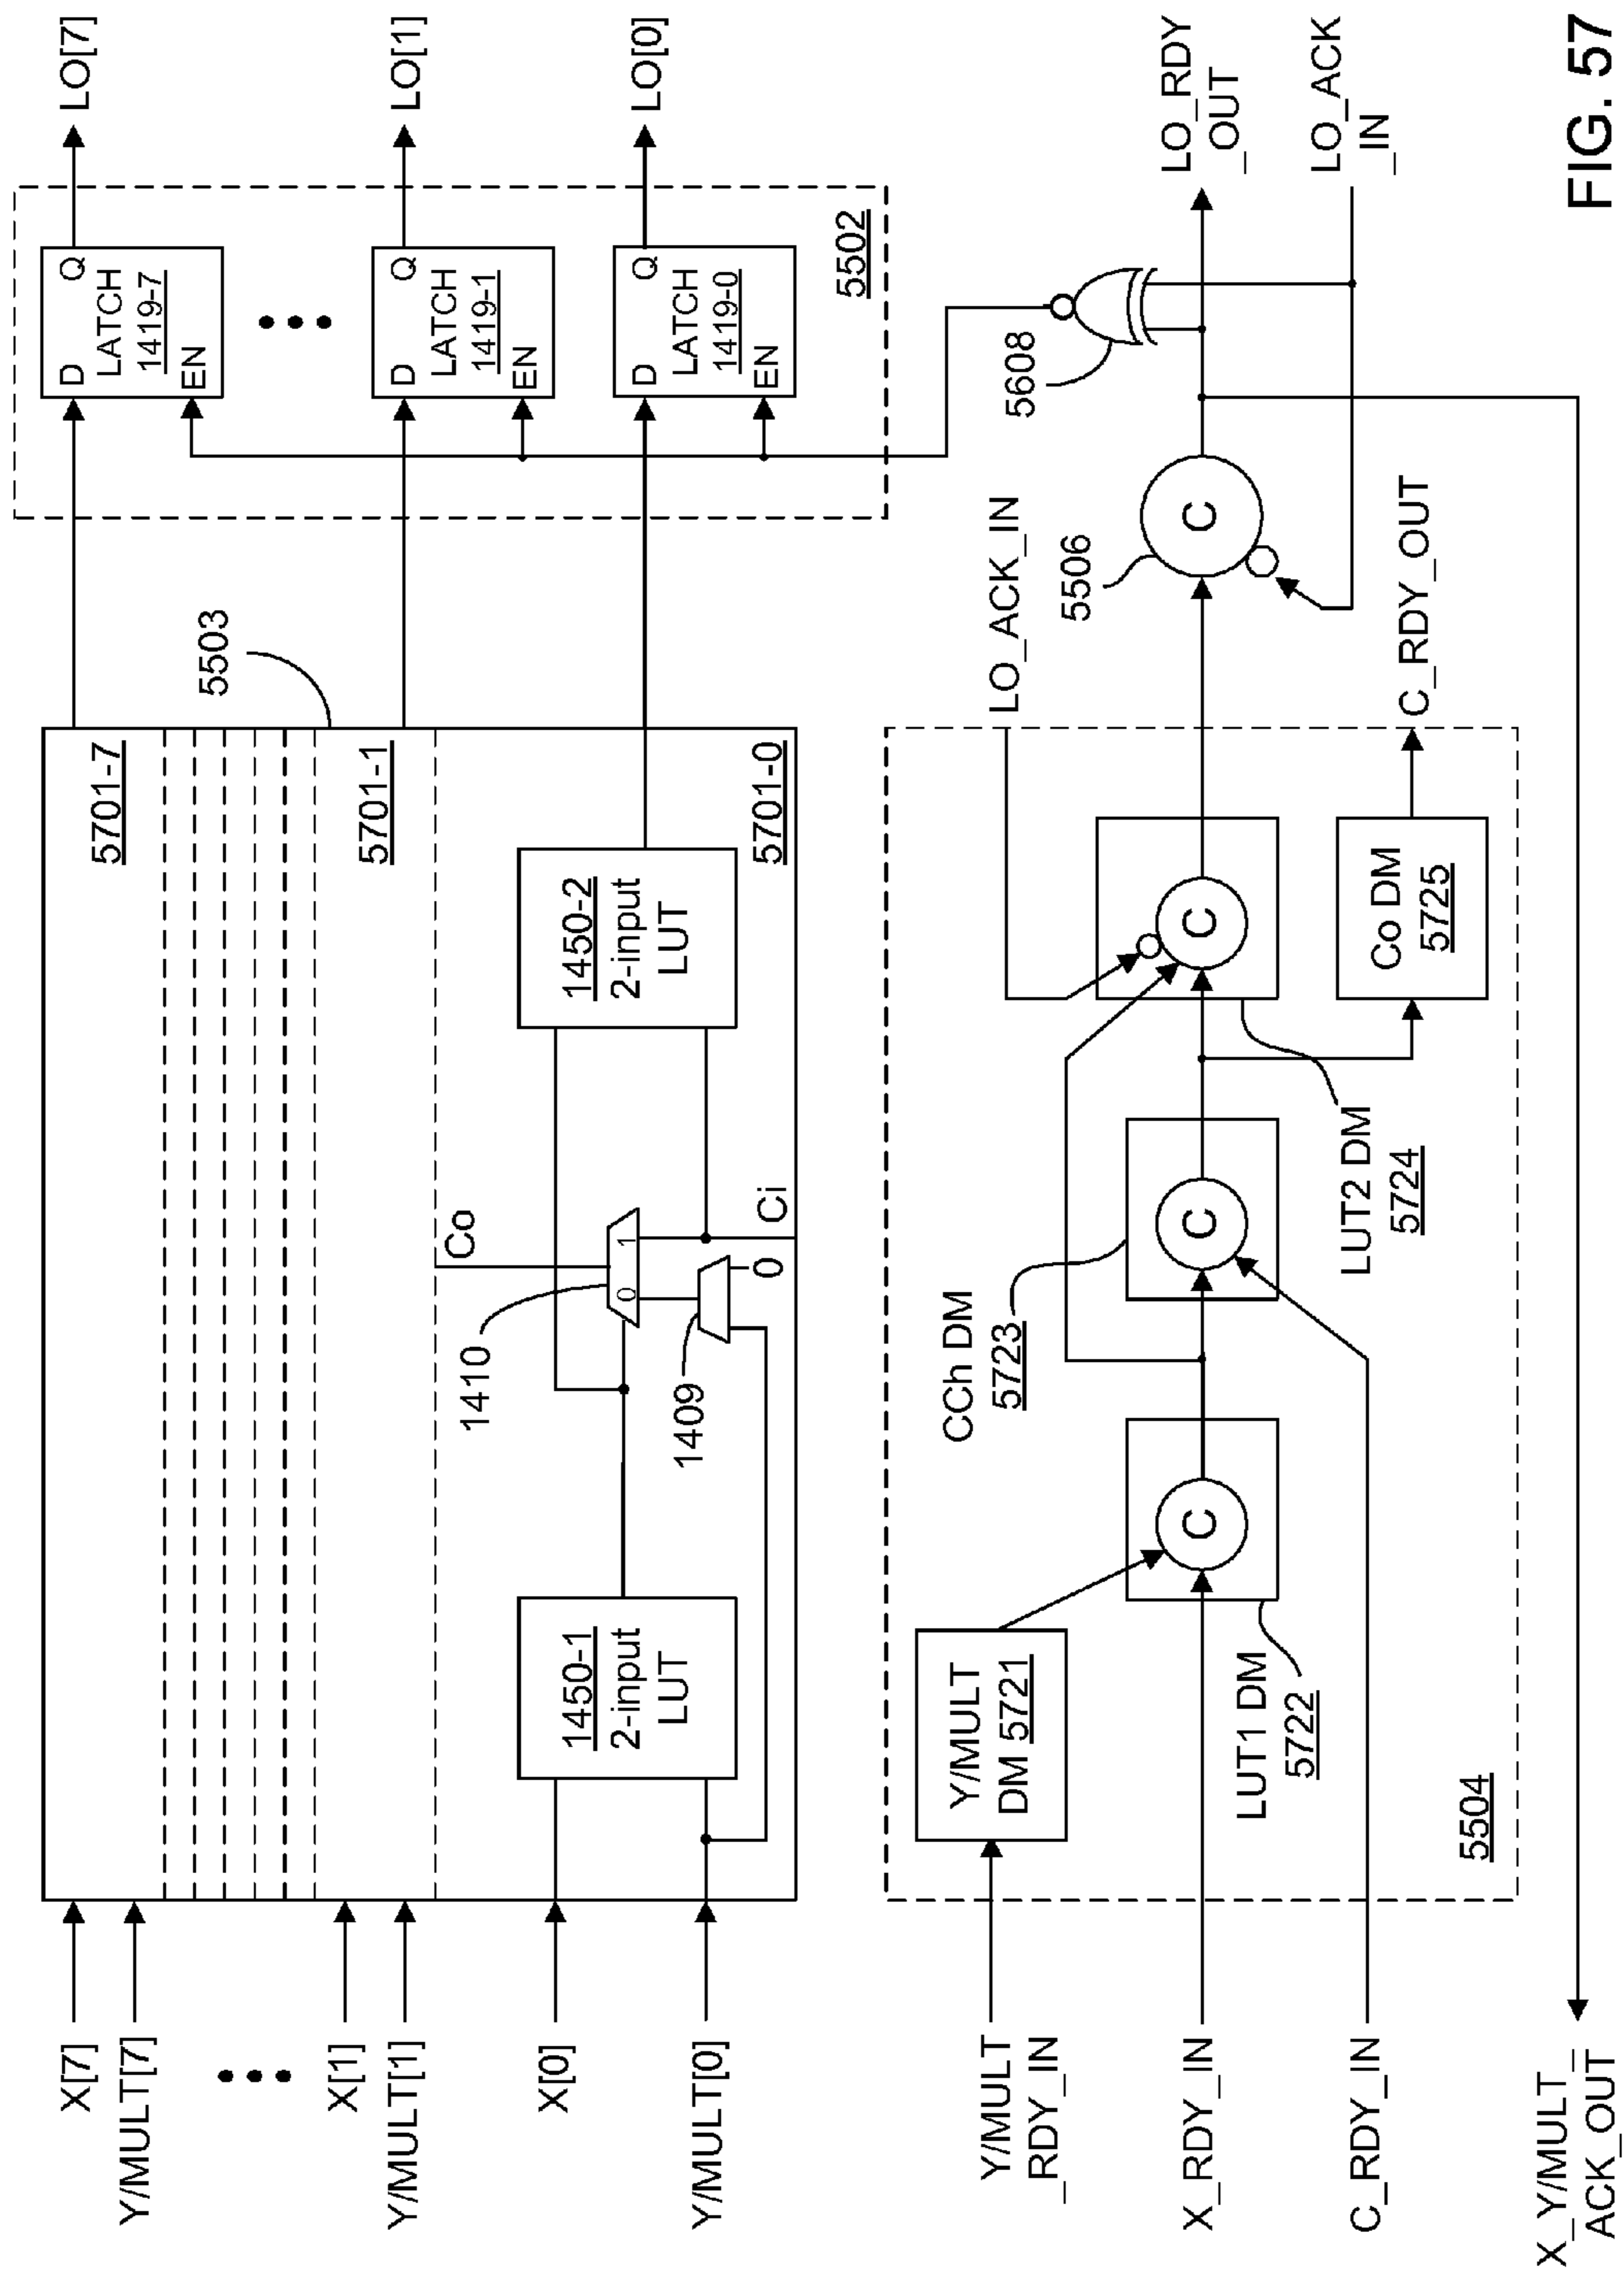 X[7]
Y/MULT[7]
X[1]
Y/MULT[1]
X[0]
Y/MULT[0]
5701-7
5701-1
5701-0
5503
1450-1
2-input
LUT
1450-2
2-input
LUT
Co
Ci
0
1
0
1410
1409
D
Q
LATCH
1419-7
EN
D
Q
LATCH
1419-1
EN
D
Q
LATCH
1419-0
EN
5502
LO[7]
LO[1]
LO[0]
Y/MULT
_RDY_IN
X_RDY_IN
C_RDY_IN
X_Y/MULT_
ACK_OUT
Y/MULT
DM 5721
C
LUT1 DM
5722
CCh DM
5723
C
C
LUT2 DM
5724
Co DM
5725
5504
LO_ACK_IN
C_RDY_OUT
5506
C
5608
LO_RDY
_OUT
LO_ACK
_IN
FIG. 57